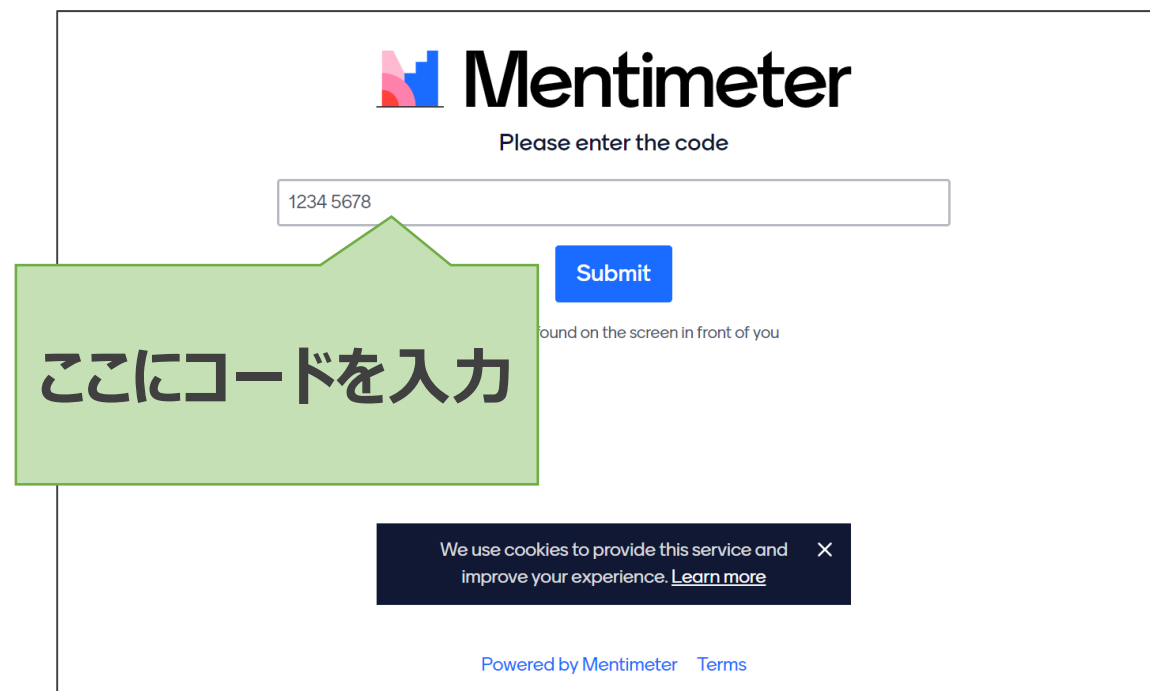 Mentimeter
Please enter the code
1234 5678
Submit
found on the screen in front of you
ここにコードを入力
We use cookies to provide this service and
improve your experience. Learn more
Powered by Mentimeter Terms